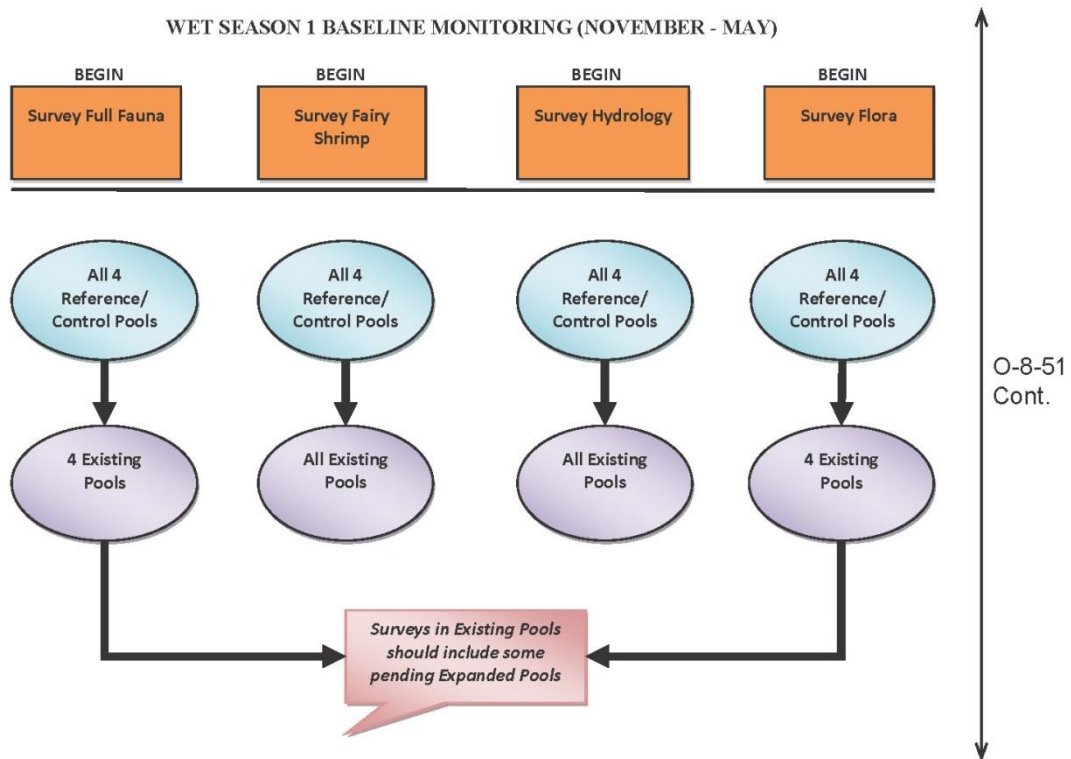 WET SEASON 1 BASELINE MONITORING (NOVEMBER - MAY)
BEGIN
Survey Full Fauna
BEGIN
Survey Fairy
Shrimp
BEGIN
Survey Hydrology
BEGIN
Survey Flora
All 4
Reference/
Control Pools
All 4
Reference/
Control Pools
All 4
Reference/
Control Pools
All 4
Reference/
Control Pools
4 Existing
Pools
All Existing
Pools
All Existing
Pools
4 Existing
Pools
Surveys in Existing Pools
should include some
pending Expanded Pools
O-8-51
Cont.